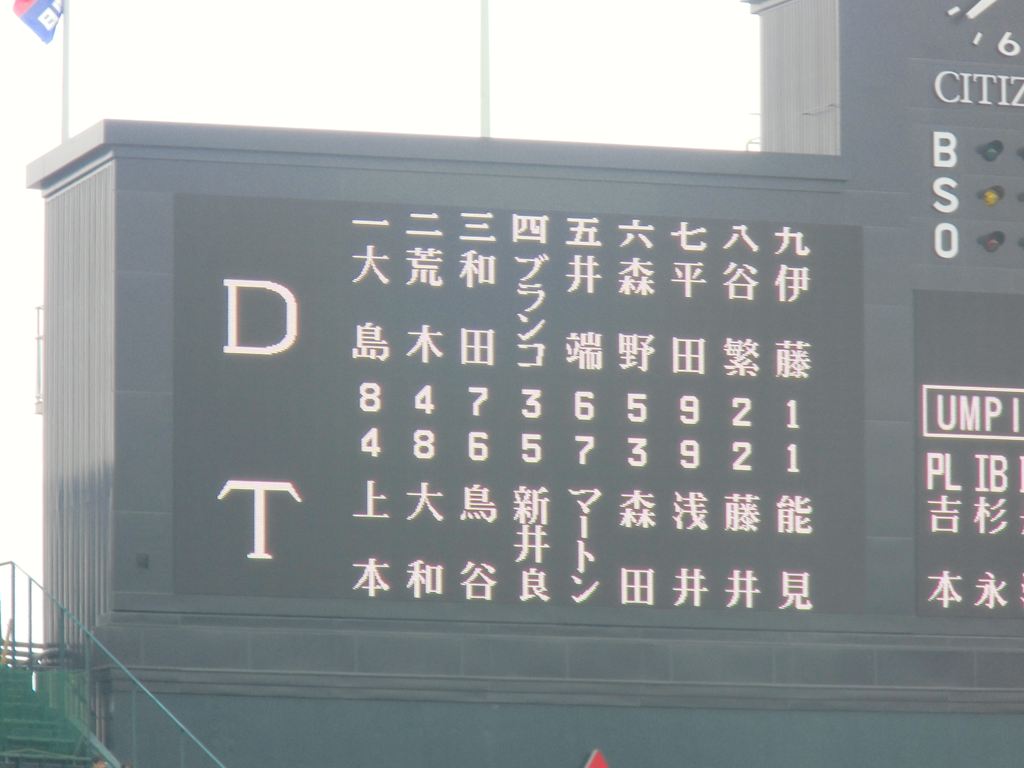 6
CITIZ
B
S
O
D
一 二 三 四 五 六 七 八 九
大島 荒木 和田 ブランコ 井端 森野 平田 谷繁 伊藤
8 4 7 3 6 5 9 2 1
4 8 6 5 7 3 9 2 1
T
上本 大和 鳥谷 新井良 マートン 森田 浅井 藤井 能見
UMPI
PL IB
吉本 杉永